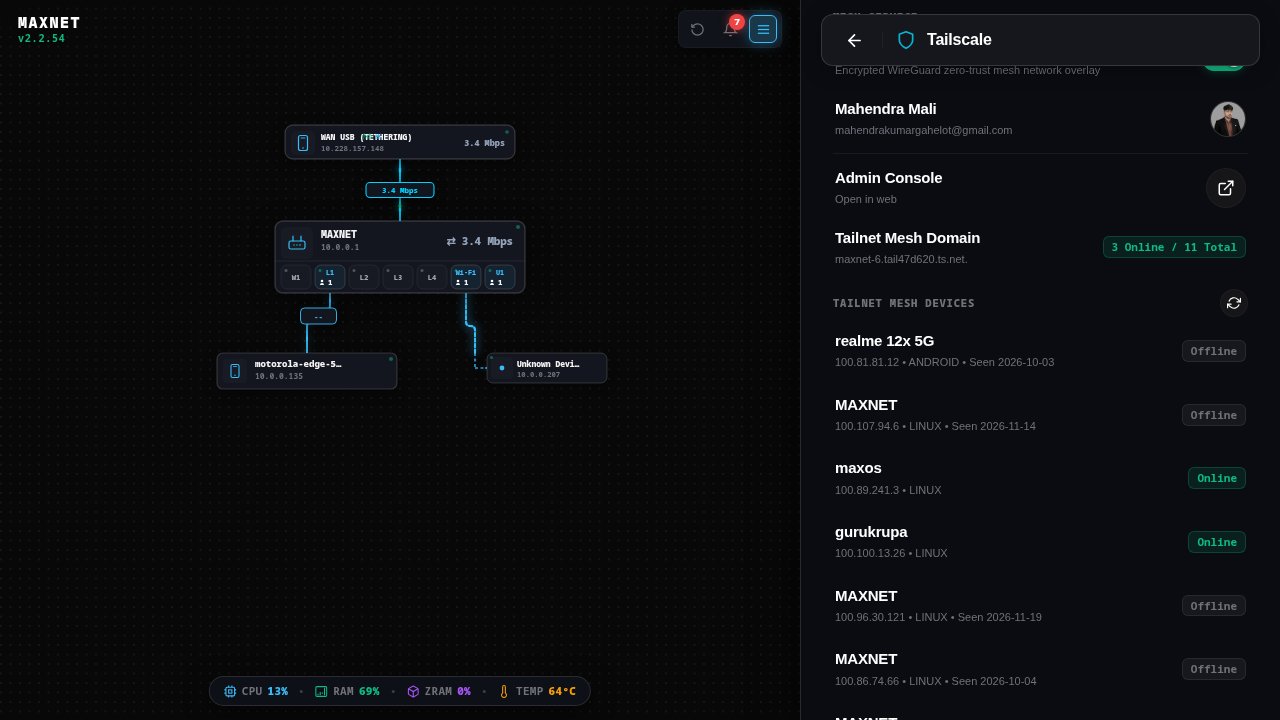 MAXNET
v2.2.54
7
WAN USB (TETHERING)
10.228.157.148
3.4 Mbps
3.4 Mbps
MAXNET
10.0.0.1
⇄ 3.4 Mbps
W1
L1
1
L2
L3
L4
Wi-Fi
1
U1
1
--
motorola-edge-5…
10.0.0.135
Unknown Devi…
10.0.0.207
CPU 13% • RAM 69% • ZRAM 0% • TEMP 64°C
Tailscale
Encrypted WireGuard zero-trust mesh network overlay
Mahendra Mali
mahendrakumargahelot@gmail.com
Admin Console
Open in web
Tailnet Mesh Domain
maxnet-6.tail47d620.ts.net.
3 Online / 11 Total
TAILNET MESH DEVICES
realme 12x 5G
100.81.81.12 • ANDROID • Seen 2026-10-03
Offline
MAXNET
100.107.94.6 • LINUX • Seen 2026-11-14
Offline
maxos
100.89.241.3 • LINUX
Online
gurukrupa
100.100.13.26 • LINUX
Online
MAXNET
100.96.30.121 • LINUX • Seen 2026-11-19
Offline
MAXNET
100.86.74.66 • LINUX • Seen 2026-10-04
Offline
MAXNET